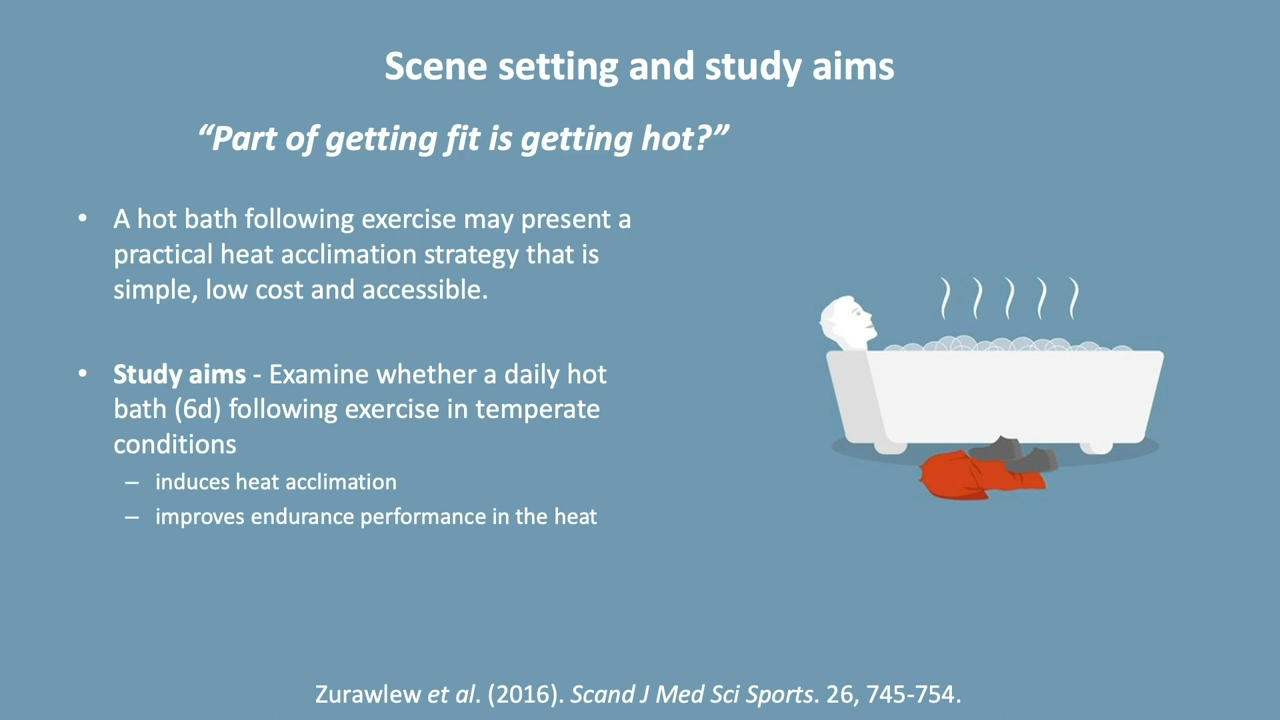 Scene setting and study aims
“Part of getting fit is getting hot?”
• A hot bath following exercise may present a
practical heat acclimation strategy that is
simple, low cost and accessible.
• Study aims - Examine whether a daily hot
bath (6d) following exercise in temperate
conditions
– induces heat acclimation
– improves endurance performance in the heat
Zurawlew et al. (2016). Scand J Med Sci Sports. 26, 745-754.